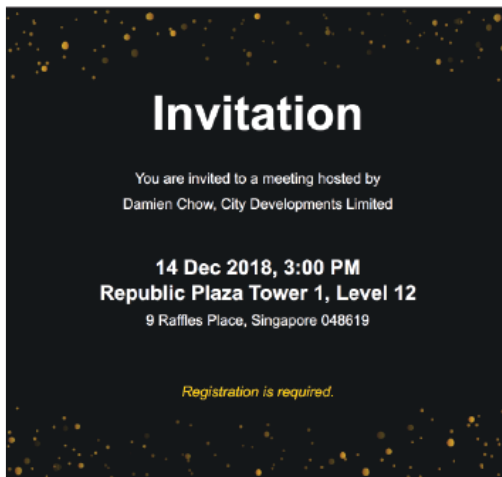 Invitation
You are invited to a meeting hosted by
Damien Chow, City Developments Limited
14 Dec 2018, 3:00 PM
Republic Plaza Tower 1, Level 12
9 Raffles Place, Singapore 048619
Registration is required.